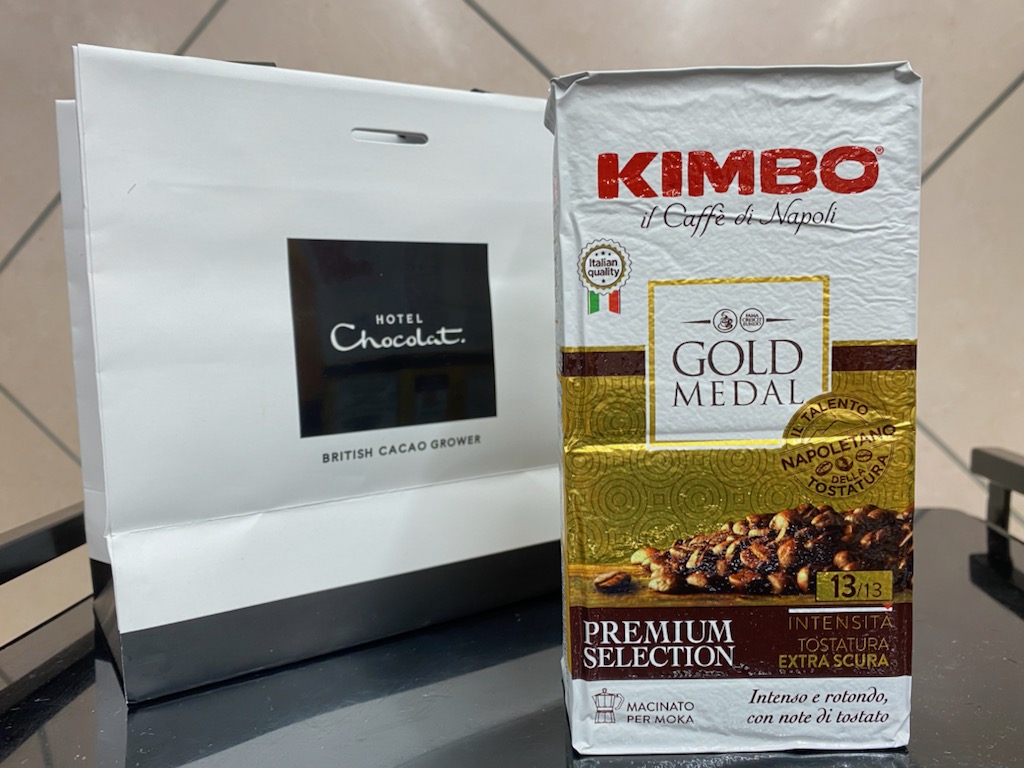 HOTEL
Chocolat.
BRITISH CACAO GROWER
KIMBO®
il Caffè di Napoli
Italian
quality
GOLD
MEDAL
IL TALENTO
NAPOLETANO
DELLA
TOSTATURA
13/13
INTENSITÀ
TOSTATURA
EXTRA SCURA
PREMIUM
SELECTION
MACINATO
PER MOKA
Intenso e rotondo,
con note di tostato